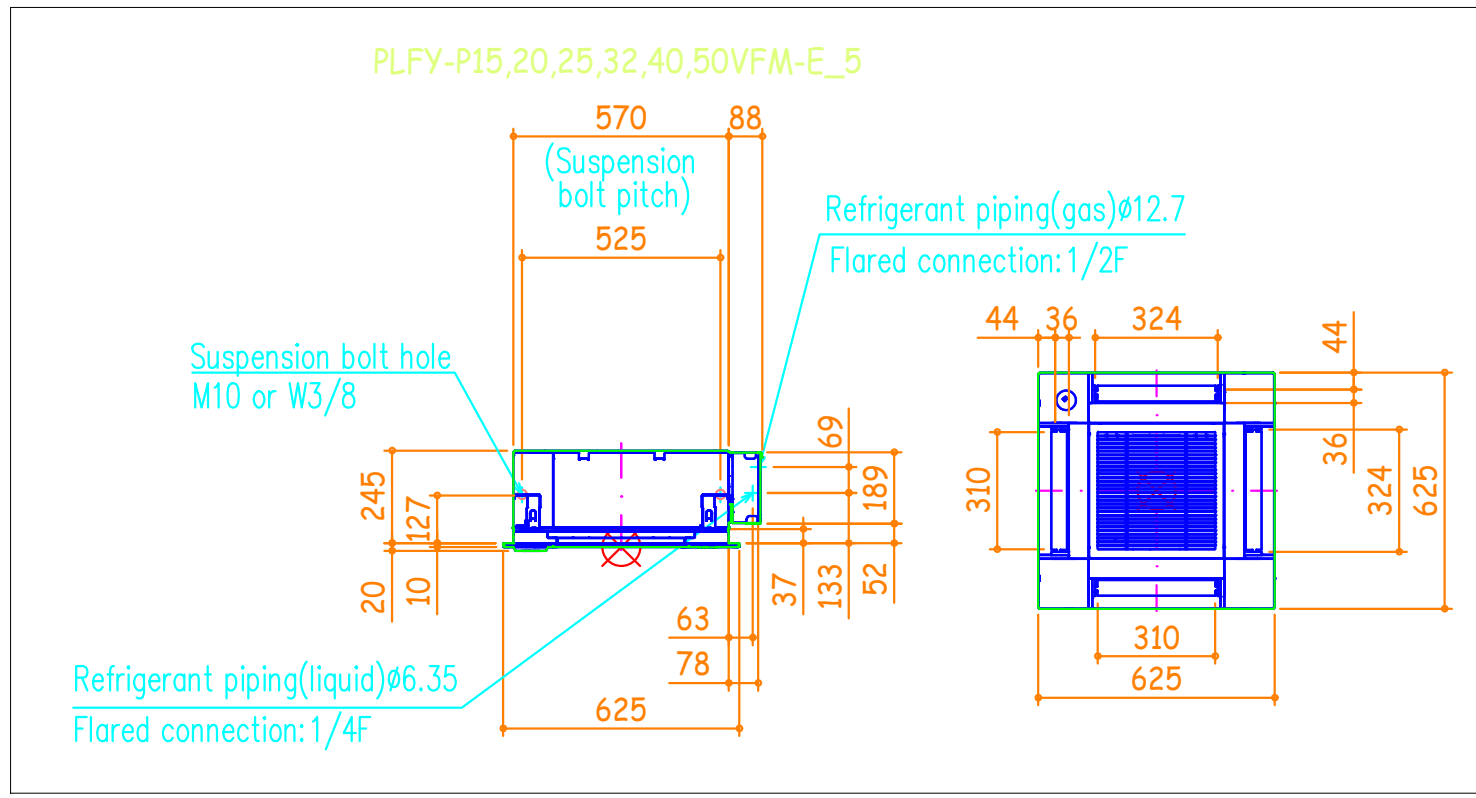 PLFY-P15,20,25,32,40,50VFM-E_5
570
88
(Suspension
bolt pitch)
525
Refrigerant piping(gas)ø12.7
Flared connection:1/2F
Suspension bolt hole
M10 or W3/8
245
127
20
10
69
189
37
133
52
63
78
625
Refrigerant piping(liquid)ø6.35
Flared connection:1/4F
44
36
324
44
36
310
324
625
310
625